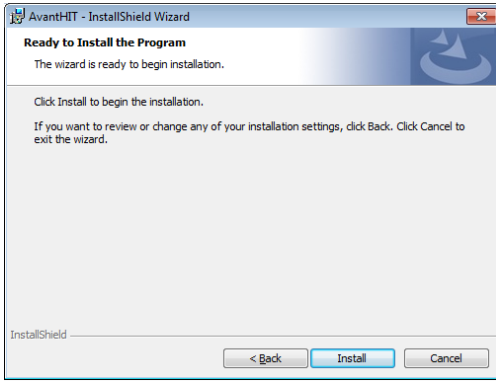 AvantHIT - InstallShield Wizard
Ready to Install the Program
The wizard is ready to begin installation.
Click Install to begin the installation.
If you want to review or change any of your installation settings, click Back. Click Cancel to
exit the wizard.
InstallShield
< Back
Install
Cancel